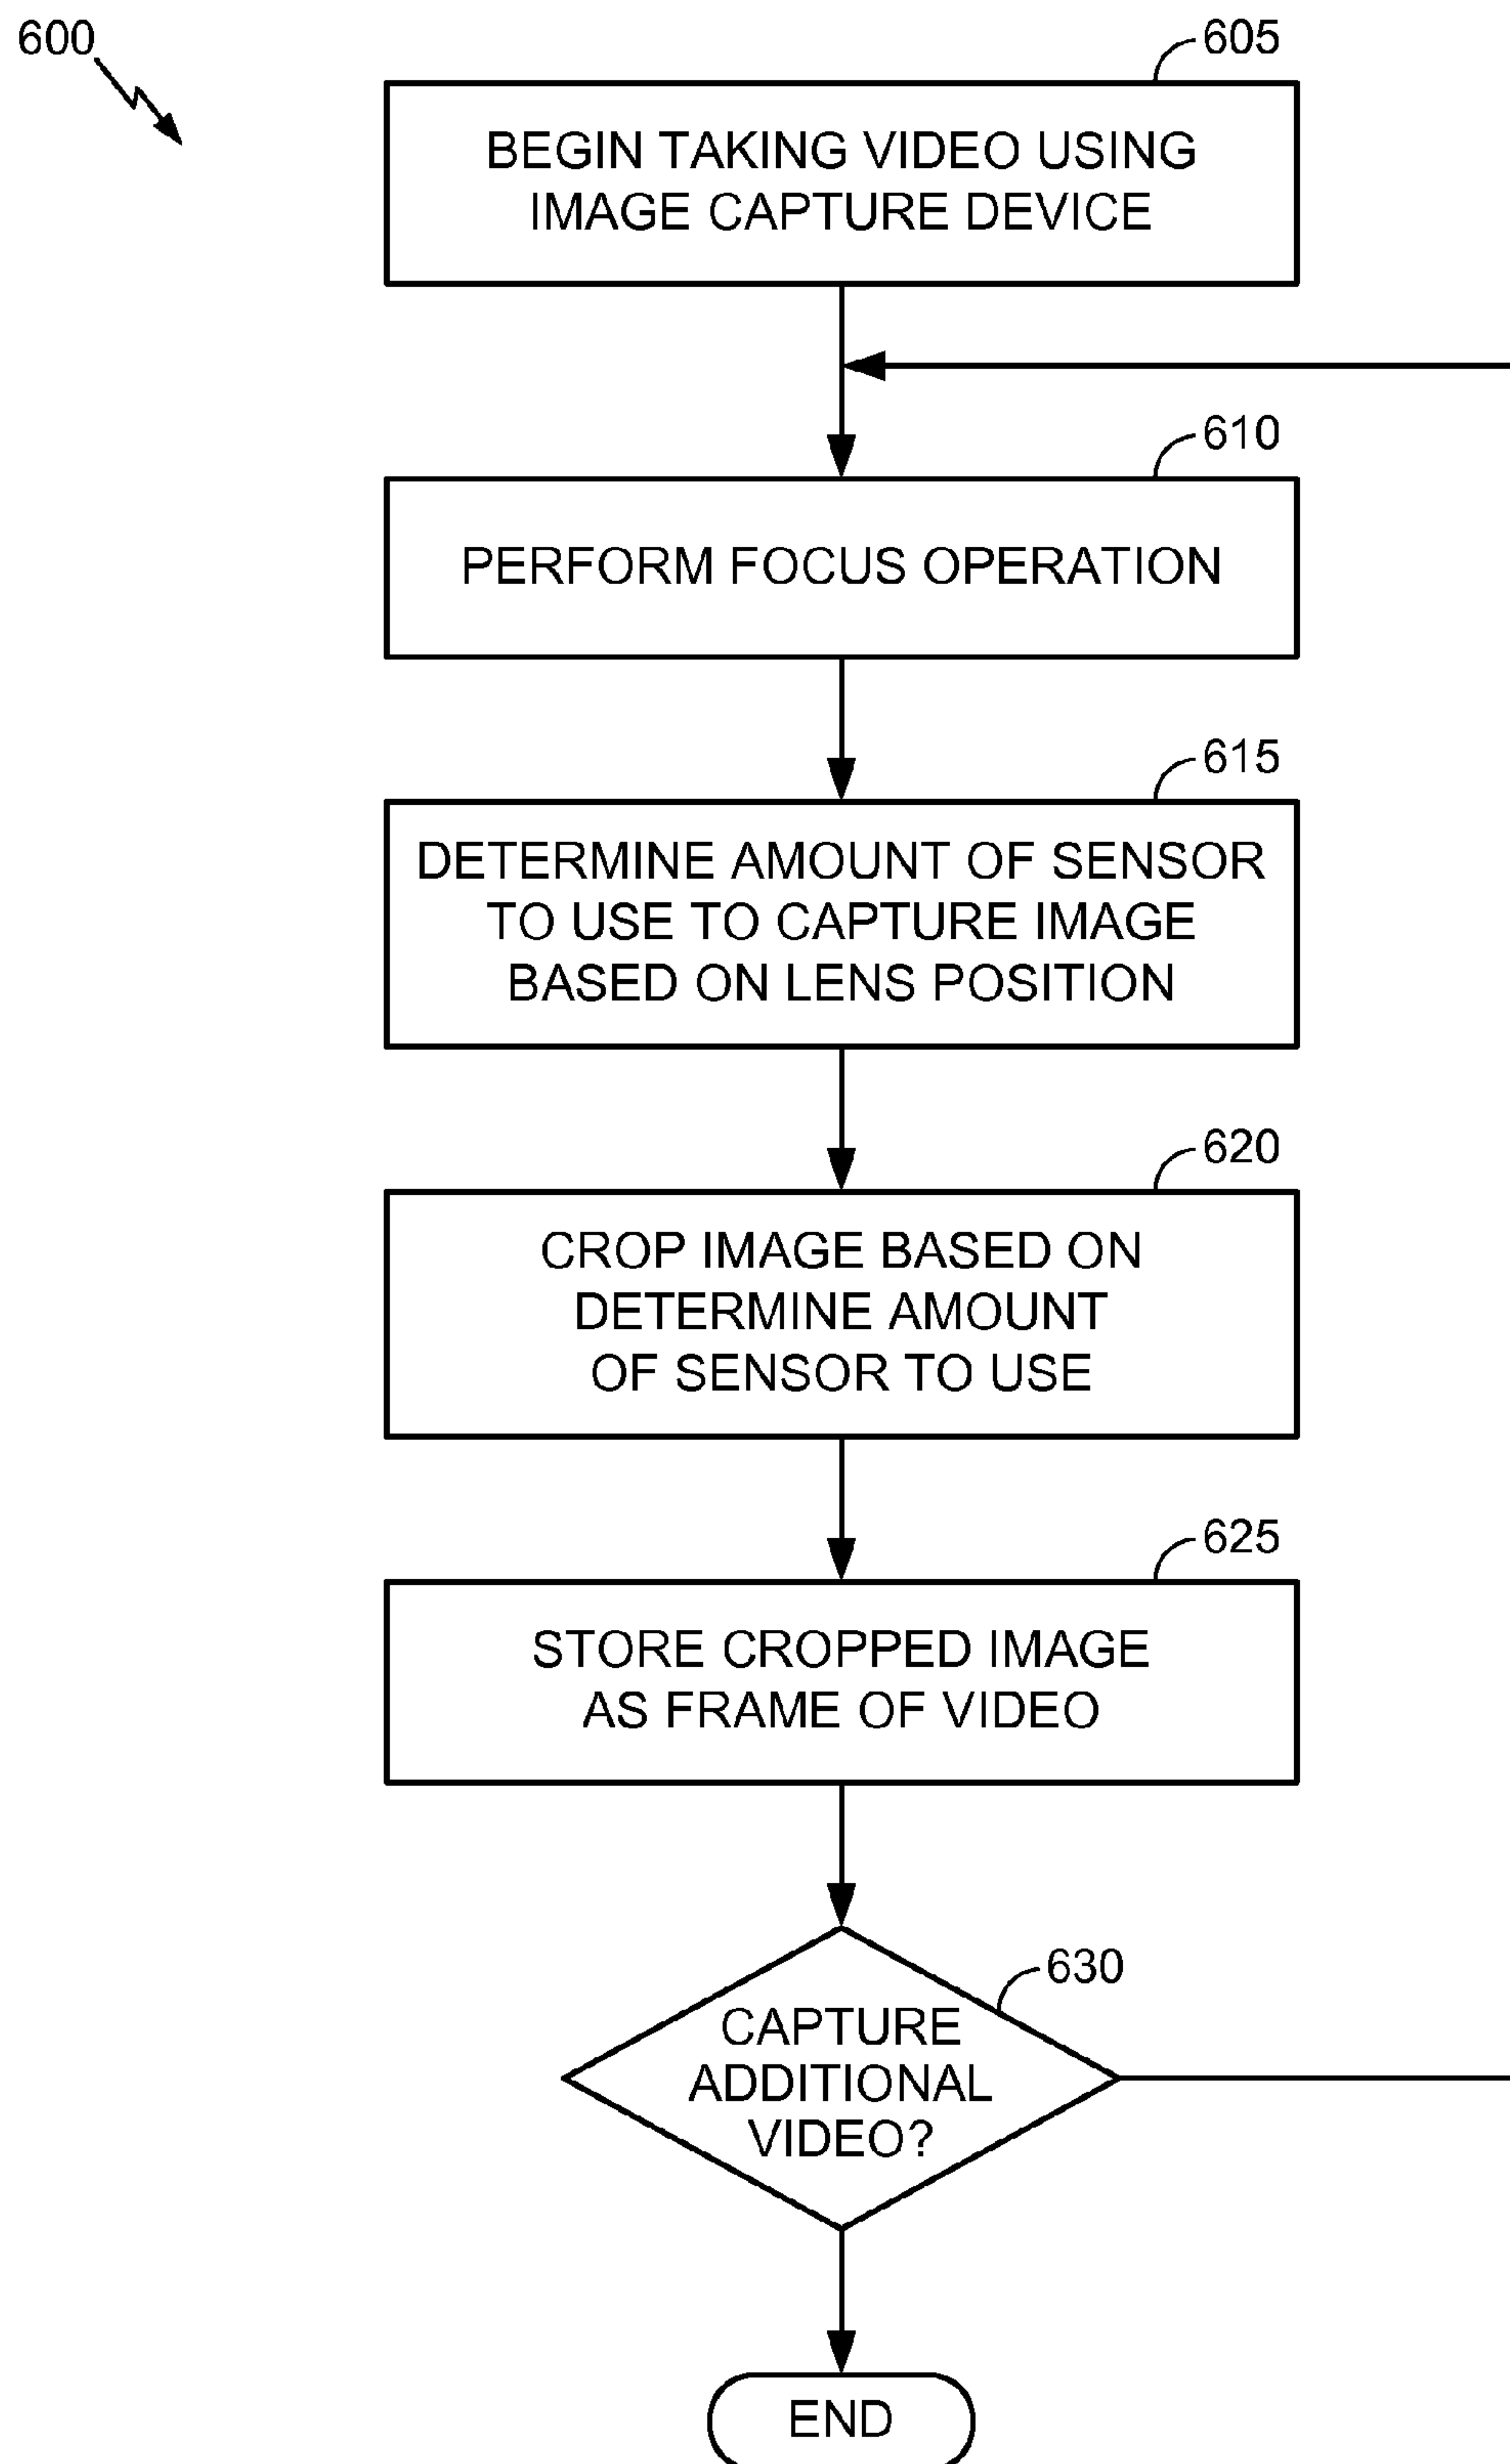 600
605
BEGIN TAKING VIDEO USING
IMAGE CAPTURE DEVICE
610
PERFORM FOCUS OPERATION
615
DETERMINE AMOUNT OF SENSOR
TO USE TO CAPTURE IMAGE
BASED ON LENS POSITION
620
CROP IMAGE BASED ON
DETERMINE AMOUNT
OF SENSOR TO USE
625
STORE CROPPED IMAGE
AS FRAME OF VIDEO
630
CAPTURE
ADDITIONAL
VIDEO?
END